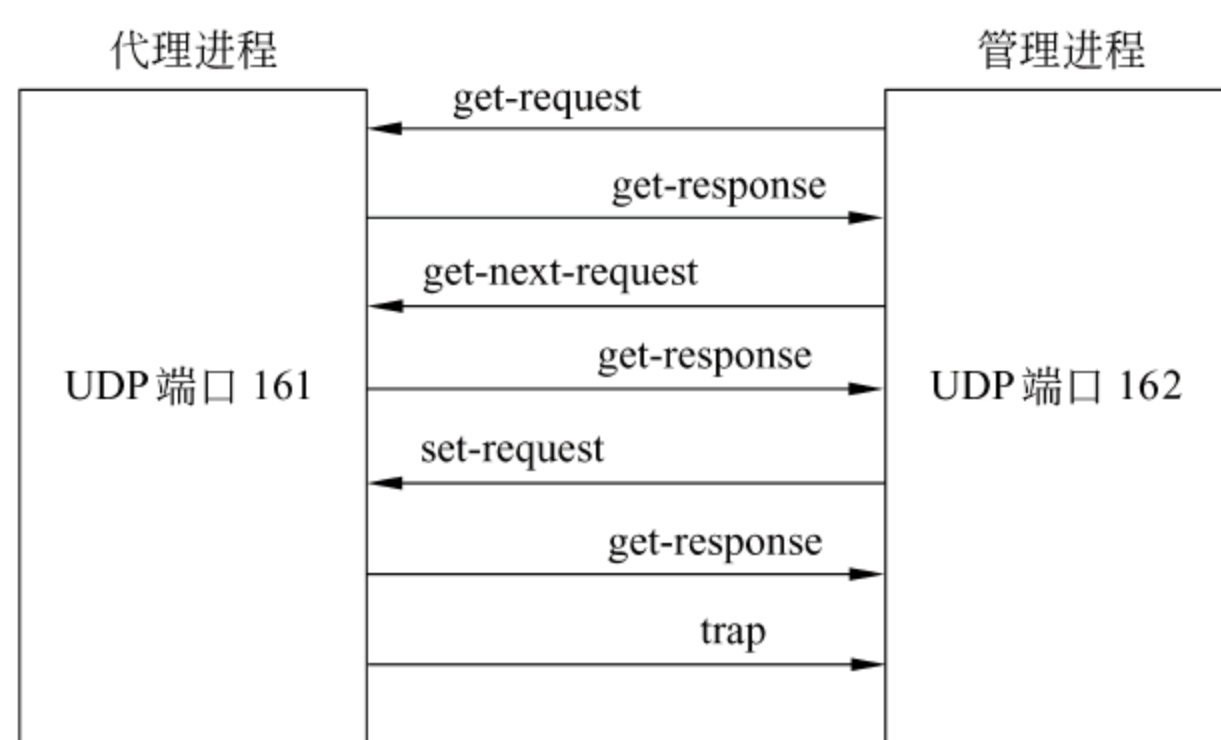 代理进程
管理进程
get-request
get-response
get-next-request
get-response
UDP 端口 161
UDP 端口 162
set-request
get-response
trap